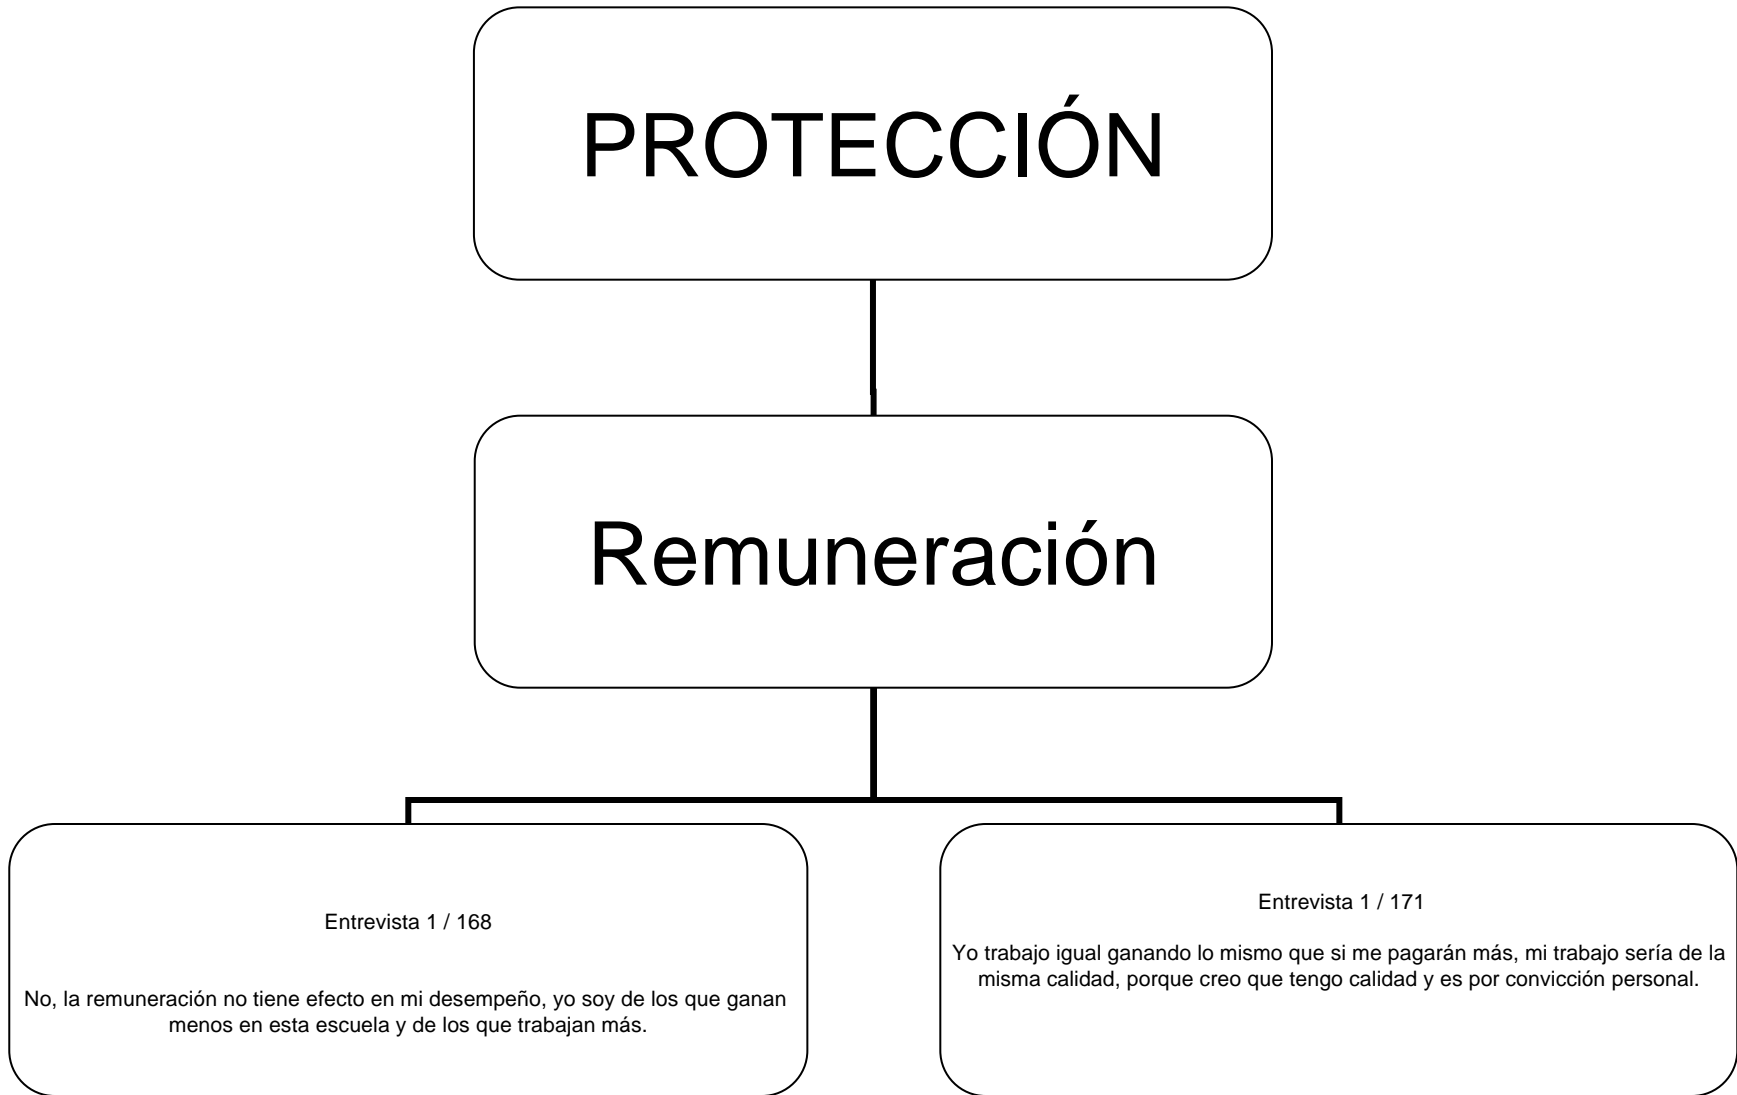 PROTECCIÓN
Remuneración
Entrevista 1 / 168
No, la remuneración no tiene efecto en mi desempeño, yo soy de los que ganan
menos en esta escuela y de los que trabajan más.
Entrevista 1 / 171
Yo trabajo igual ganando lo mismo que si me pagarán más, mi trabajo sería de la
misma calidad, porque creo que tengo calidad y es por convicción personal.